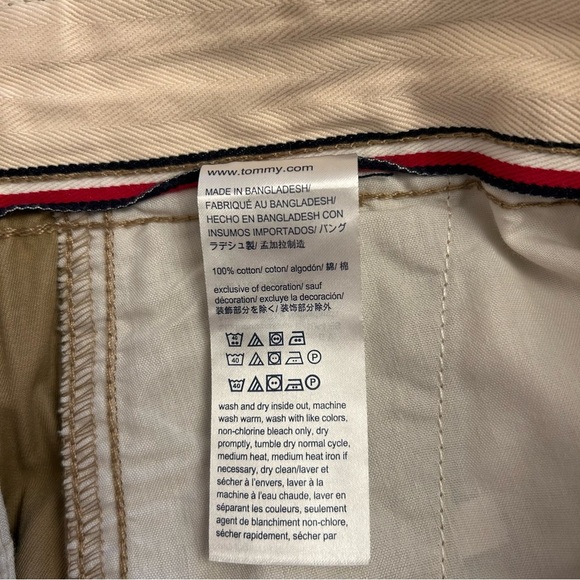 www.tommy.com
MADE IN BANGLADESH/
FABRIQUÉ AU BANGLADESH/
HECHO EN BANGLADESH CON
INSUMOS IMPORTADOS/ バング
ラデシュ製/ 孟加拉制造
100% cotton/ coton/ algodón/ 綿/ 棉
exclusive of decoration/ sauf
décoration/ excluye la decoración/
装飾部分を除く/ 装饰部分除外
40
40 P
40 P
wash and dry inside out, machine
wash warm, wash with like colors,
non-chlorine bleach only, dry
promptly, tumble dry normal cycle,
medium heat, medium heat iron if
necessary, dry clean/laver et
sécher à l'envers, laver à la
machine à l'eau chaude, laver en
séparant les couleurs, seulement
agent de blanchiment non-chlore,
sécher rapidement, sécher par